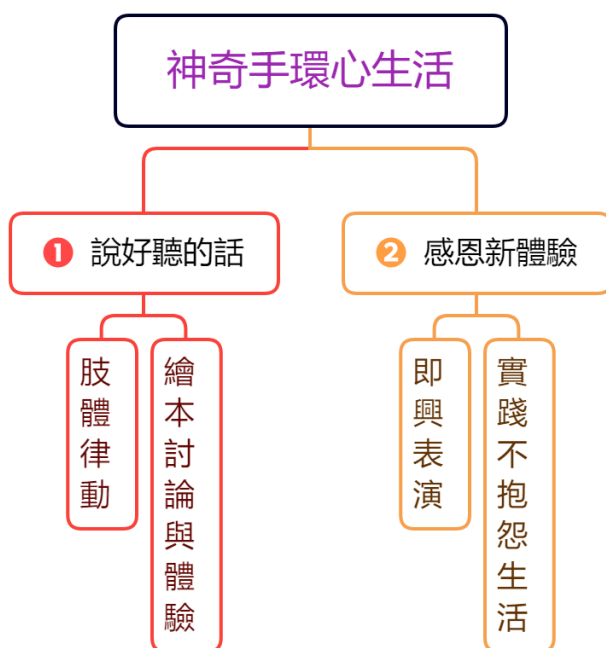 神奇手環心生活
❶ 說好聽的話
❷ 感恩新體驗
肢體律動
繪本討論與體驗
即興表演
實踐不抱怨生活